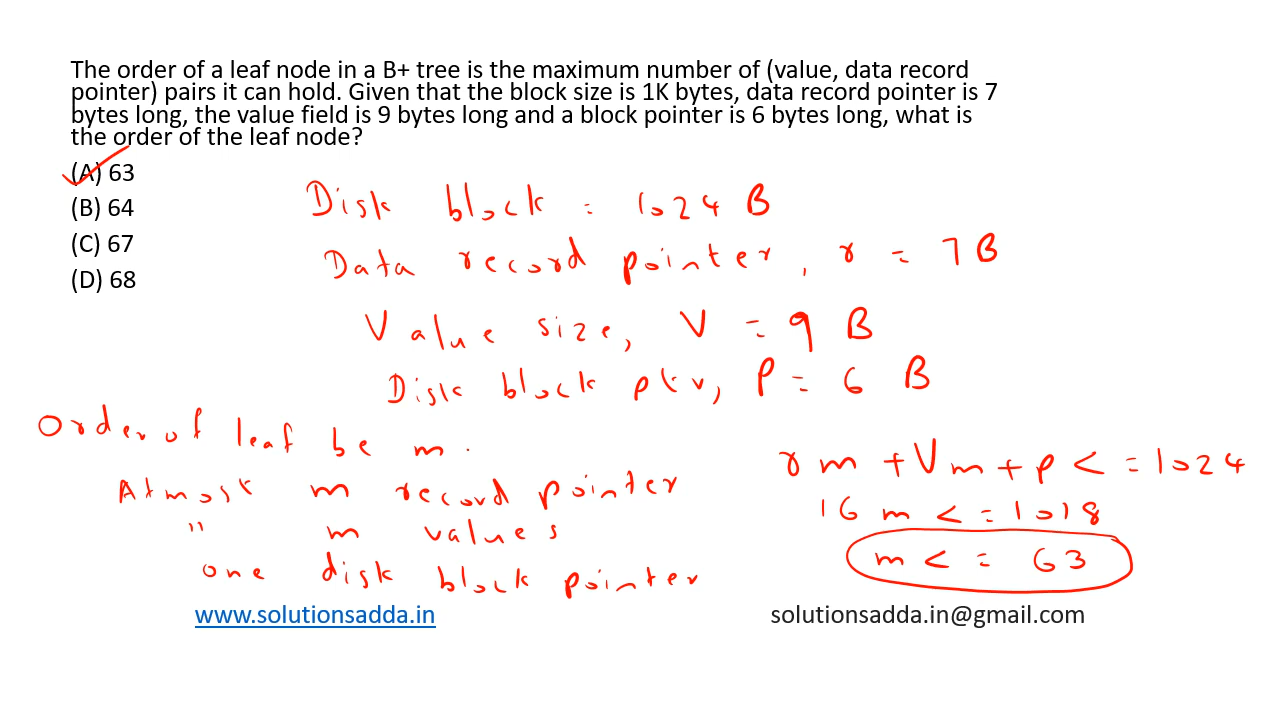 The order of a leaf node in a B+ tree is the maximum number of (value, data record
pointer) pairs it can hold. Given that the block size is 1K bytes, data record pointer is 7
bytes long, the value field is 9 bytes long and a block pointer is 6 bytes long, what is
the order of the leaf node?
(A) 63
(B) 64
(C) 67
(D) 68
Disk block = 1024 B
Data record pointer, r = 7B
Value size, V = 9 B
Disk block ptr, P = 6 B
Order of leaf be m.
Atmost m record pointer
" m values
one disk block pointer
rm + Vm + P <= 1024
16 m <= 1018
m <= 63
www.solutionsadda.in
solutionsadda.in@gmail.com